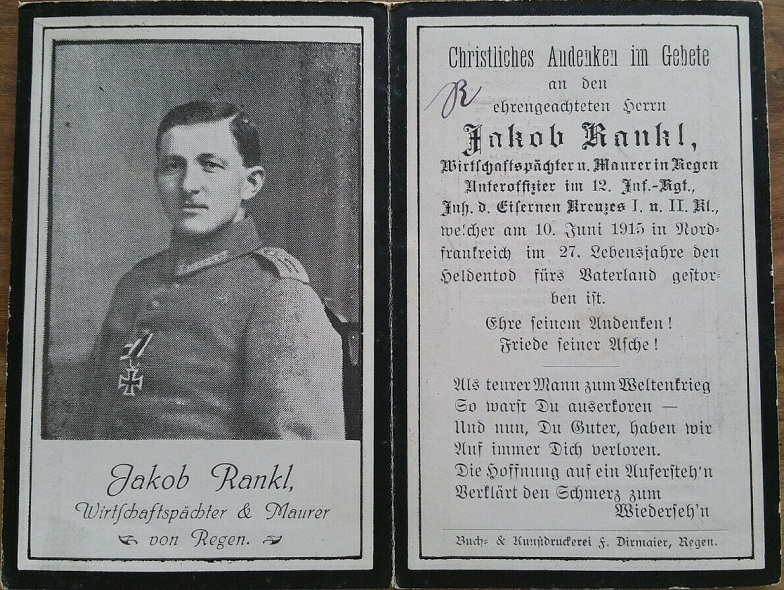 Jakob Rankl,
Wirtschaftspächter & Maurer
von Regen.
Christliches Andenken im Gebete
an den
ehrengeachteten Herrn
Jakob Rankl,
Wirtschaftspächter u. Maurer in Regen
Unteroffizier im 12. Inf.-Rgt.,
Inh. d. Eisernen Kreuzes I. u. II. Kl.,
welcher am 10. Juni 1915 in Nord-
frankreich im 27. Lebensjahre den
Heldentod fürs Vaterland gestor-
ben ist.
Ehre seinem Andenken!
Friede seiner Asche!
Als teurer Mann zum Weltenkrieg
So warst Du auserkoren —
Und nun, Du Guter, haben wir
Auf immer Dich verloren.
Die Hoffnung auf ein Aufersteh'n
Verklärt den Schmerz zum
Wiederseh'n
Buch- & Kunstdruckerei F. Dirmaier, Regen.